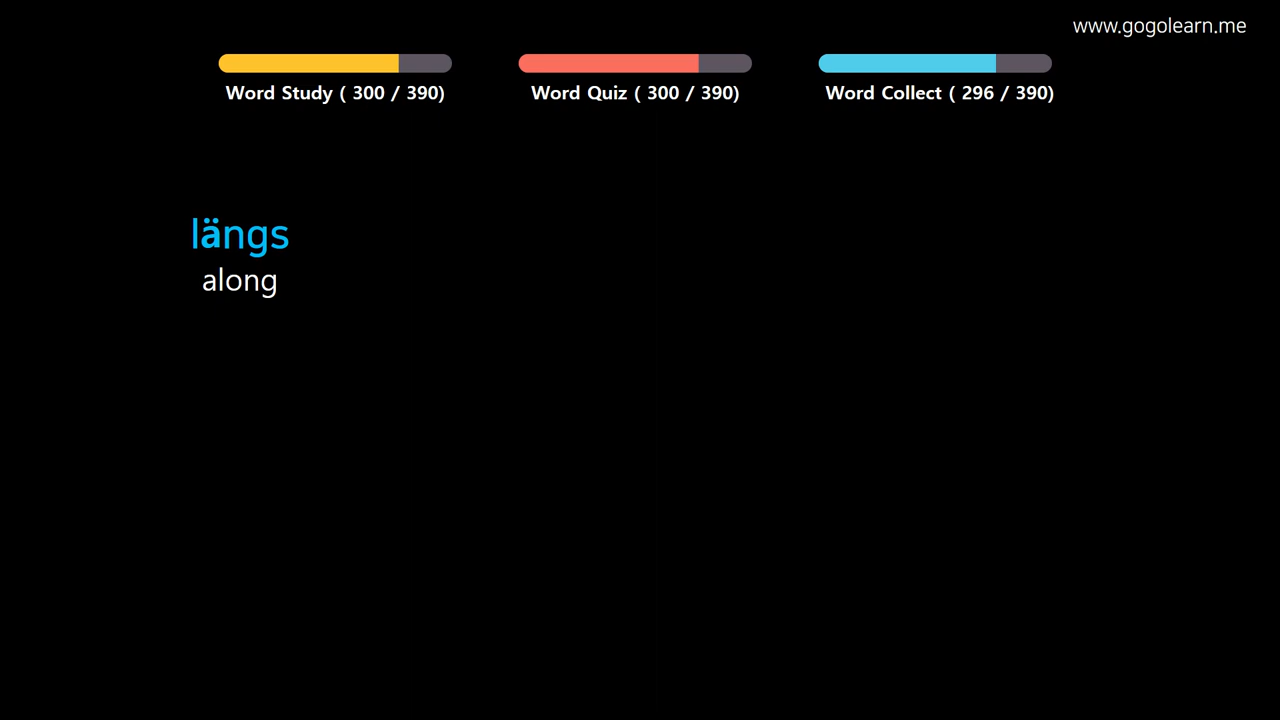 www.gogolearn.me
Word Study ( 300 / 390)
Word Quiz ( 300 / 390)
Word Collect ( 296 / 390)
längs
along